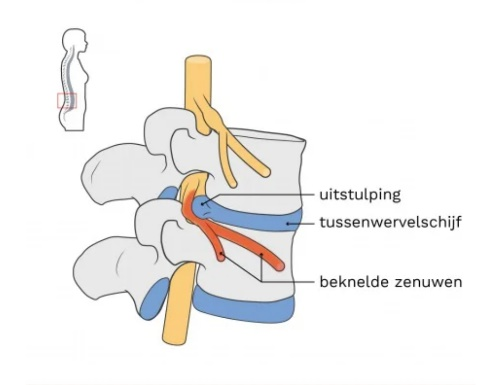 uitstulping
tussenwervelschijf
beknelde zenuwen